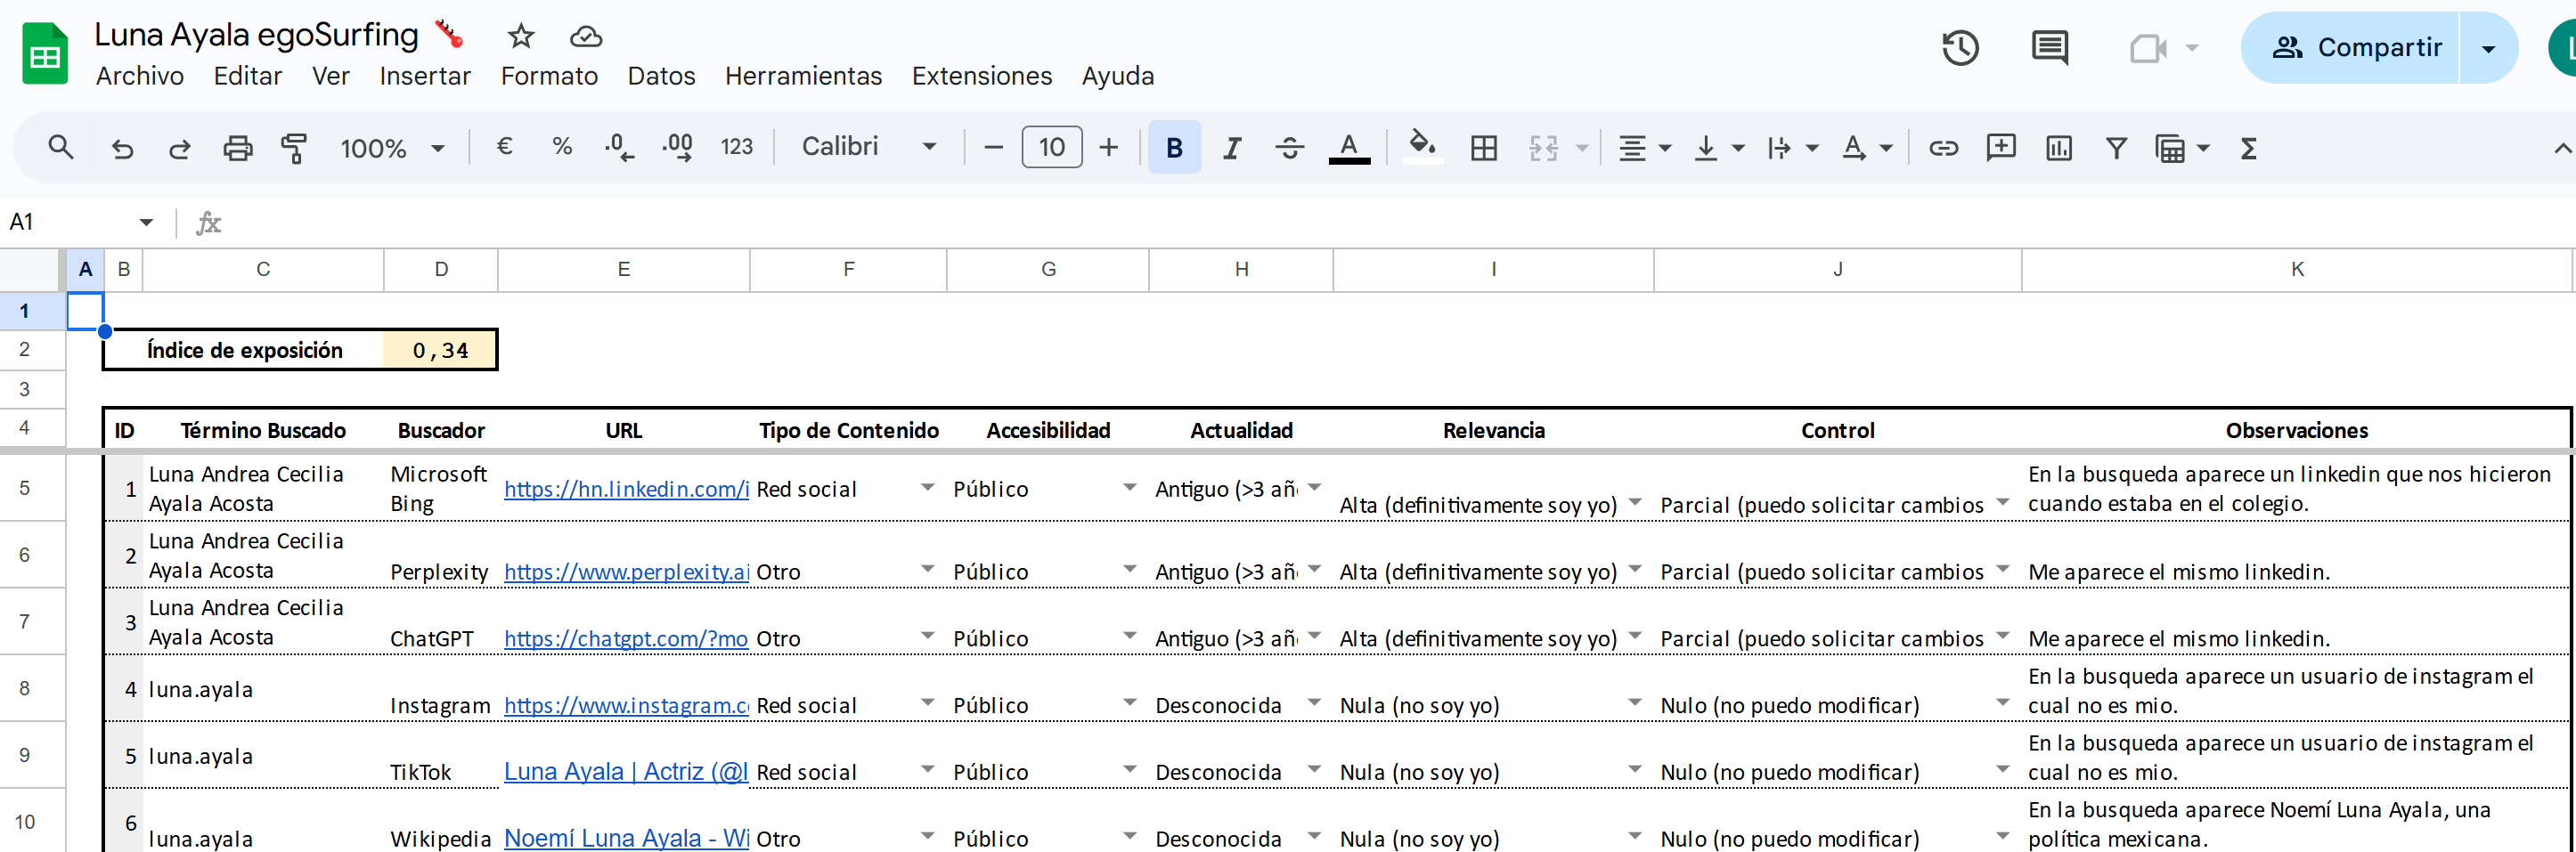 Luna Ayala egoSurfing
Archivo Editar Ver Insertar Formato Datos Herramientas Extensiones Ayuda
Compartir
L
100% € % .0 .00 123 Calibri 10 B I A
A1 fx
A B C D E F G H I J K
1
2 Índice de exposición 0,34
3
4 ID Término Buscado Buscador URL Tipo de Contenido Accesibilidad Actualidad Relevancia Control Observaciones
5 1 Luna Andrea Cecilia Ayala Acosta Microsoft Bing https://hn.linkedin.com/i Red social Público Antiguo (>3 añ Alta (definitivamente soy yo) Parcial (puedo solicitar cambios En la busqueda aparece un linkedin que nos hicieron cuando estaba en el colegio.
6 2 Luna Andrea Cecilia Ayala Acosta Perplexity https://www.perplexity.ai Otro Público Antiguo (>3 añ Alta (definitivamente soy yo) Parcial (puedo solicitar cambios Me aparece el mismo linkedin.
7 3 Luna Andrea Cecilia Ayala Acosta ChatGPT https://chatgpt.com/?mo Otro Público Antiguo (>3 añ Alta (definitivamente soy yo) Parcial (puedo solicitar cambios Me aparece el mismo linkedin.
8 4 luna.ayala Instagram https://www.instagram.c Red social Público Desconocida Nula (no soy yo) Nulo (no puedo modificar) En la busqueda aparece un usuario de instagram el cual no es mio.
9 5 luna.ayala TikTok Luna Ayala | Actriz (@l Red social Público Desconocida Nula (no soy yo) Nulo (no puedo modificar) En la busqueda aparece un usuario de instagram el cual no es mio.
10 6 luna.ayala Wikipedia Noemí Luna Ayala - Wi Otro Público Desconocida Nula (no soy yo) Nulo (no puedo modificar) En la busqueda aparece Noemí Luna Ayala, una política mexicana.